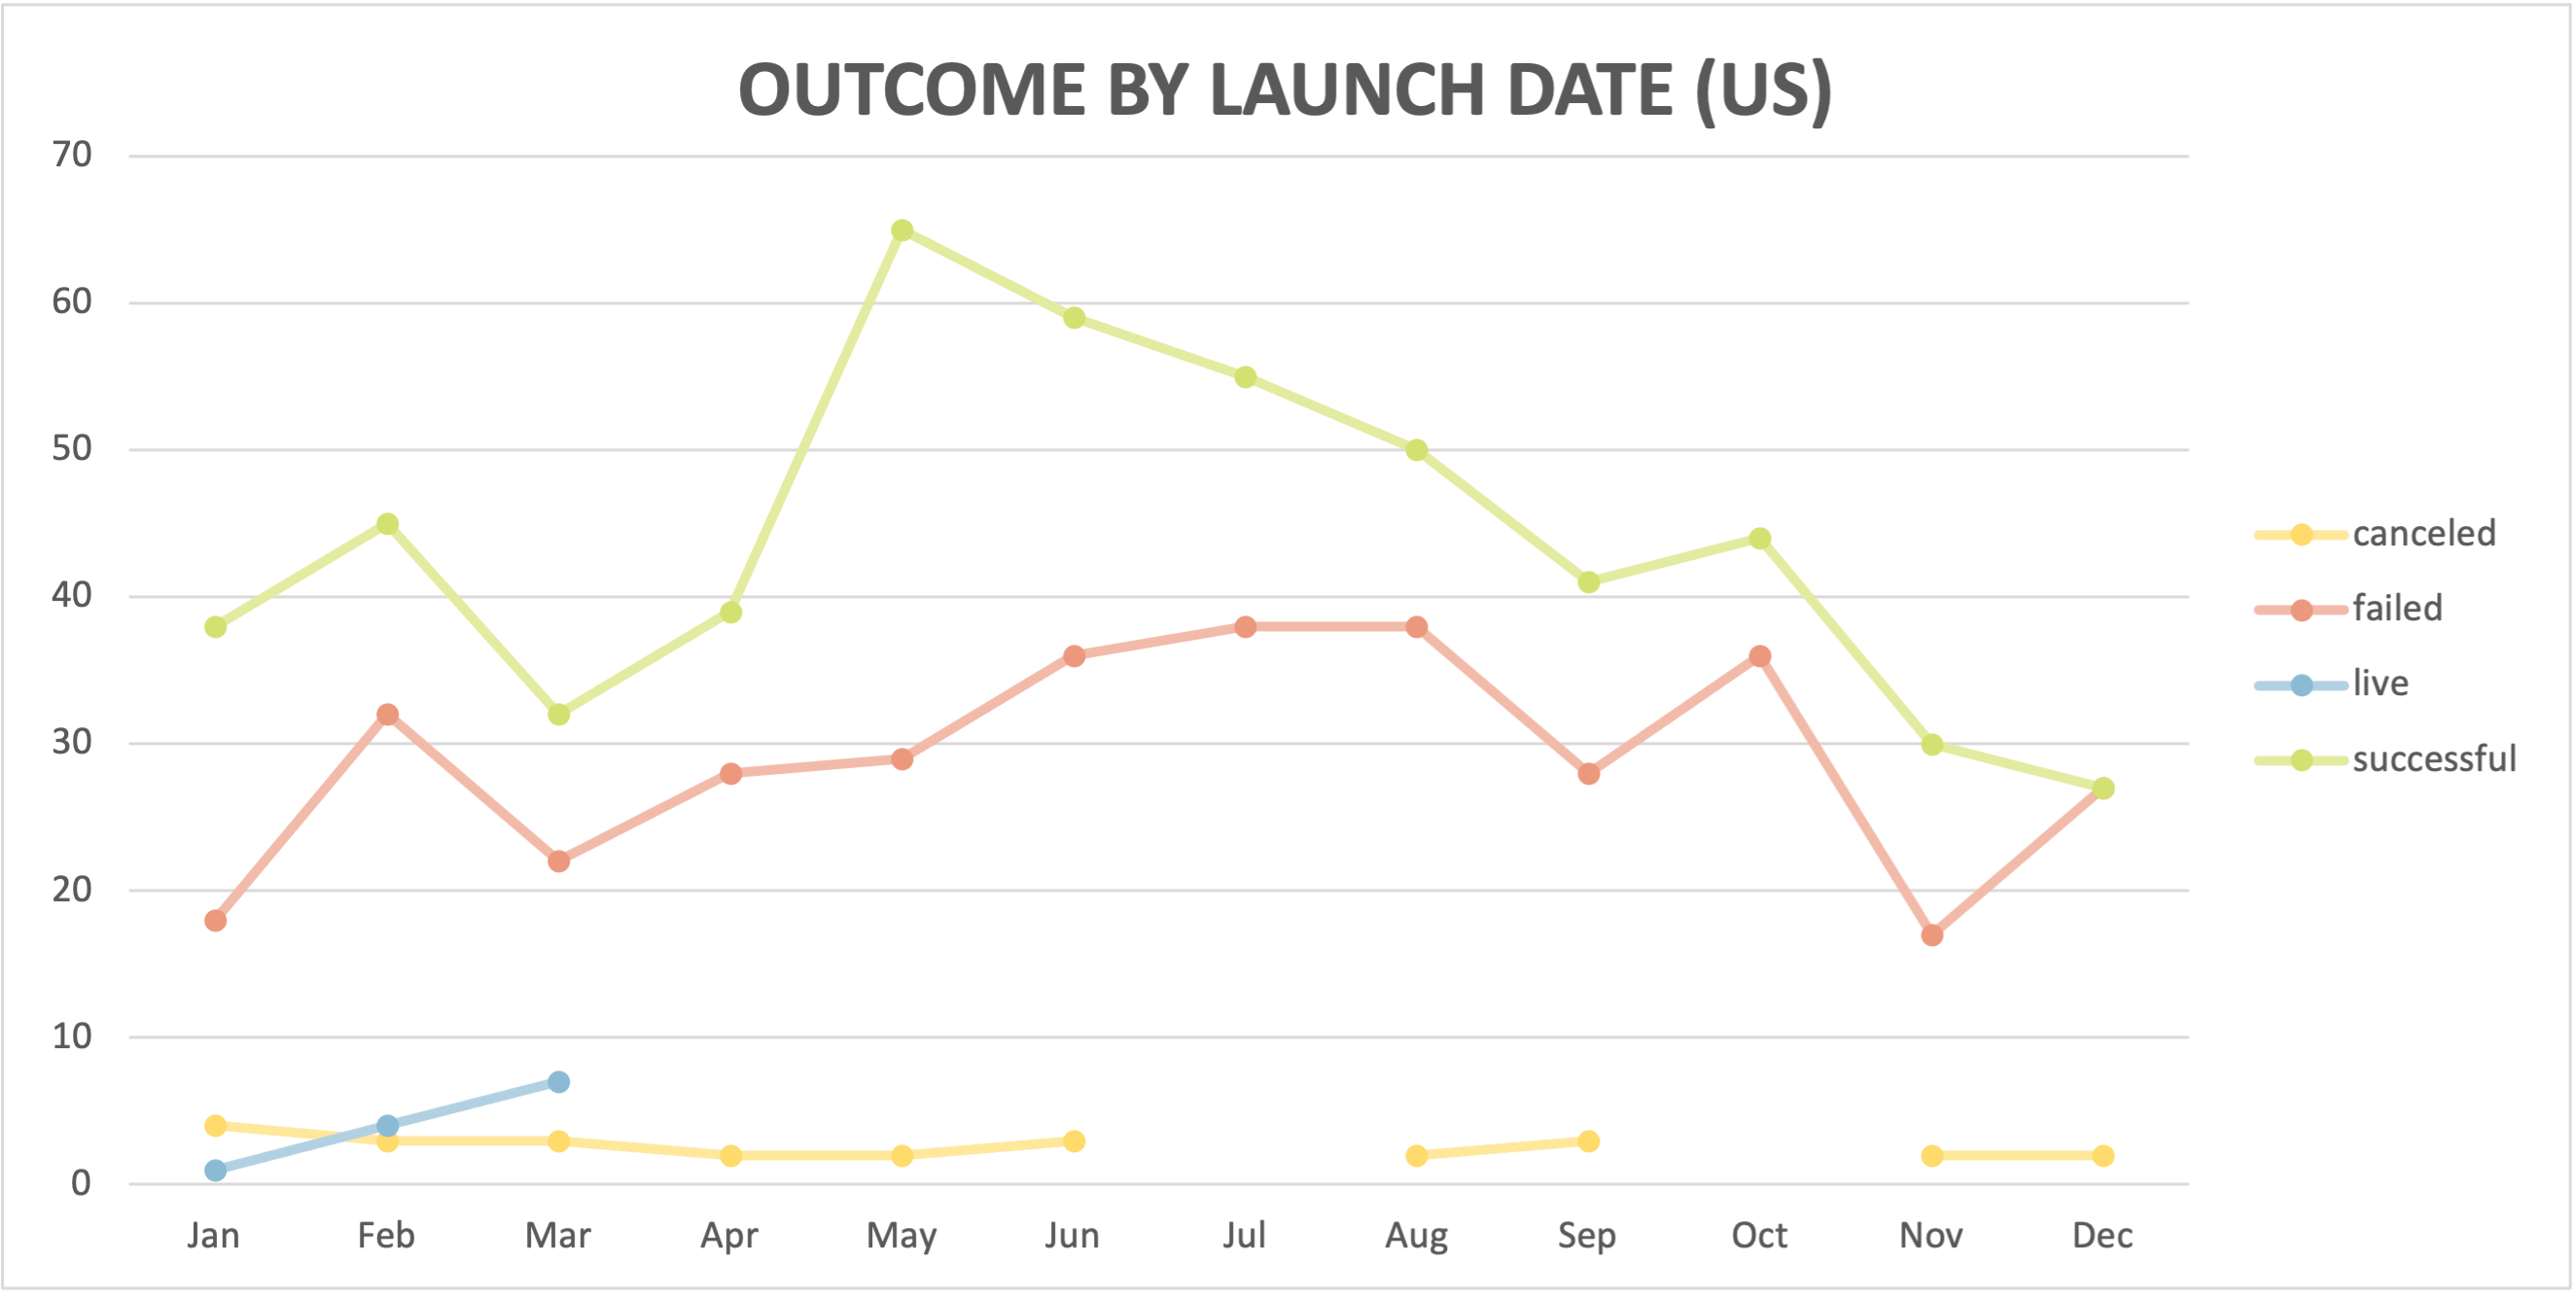 OUTCOME BY LAUNCH DATE (US)
70
60
50
40
30
20
10
0
Jan Feb Mar Apr May Jun Jul Aug Sep Oct Nov Dec
canceled
failed
live
successful